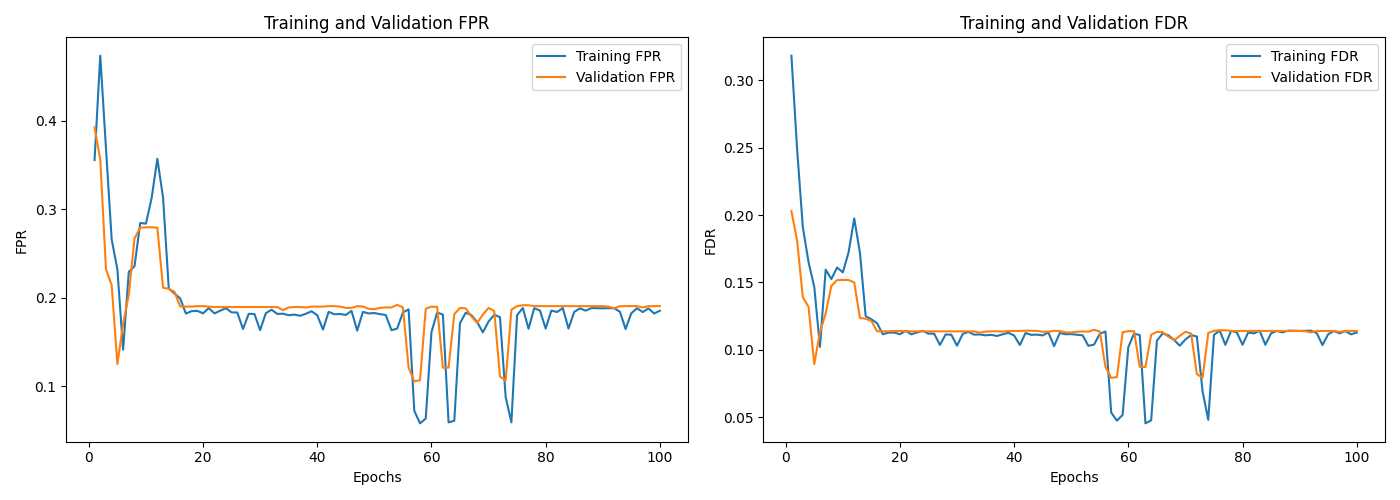 Training and Validation FPR
Training FPR
Validation FPR
FPR
0.4
0.3
0.2
0.1
0 20 40 60 80 100
Epochs
Training and Validation FDR
Training FDR
Validation FDR
FDR
0.30
0.25
0.20
0.15
0.10
0.05
0 20 40 60 80 100
Epochs